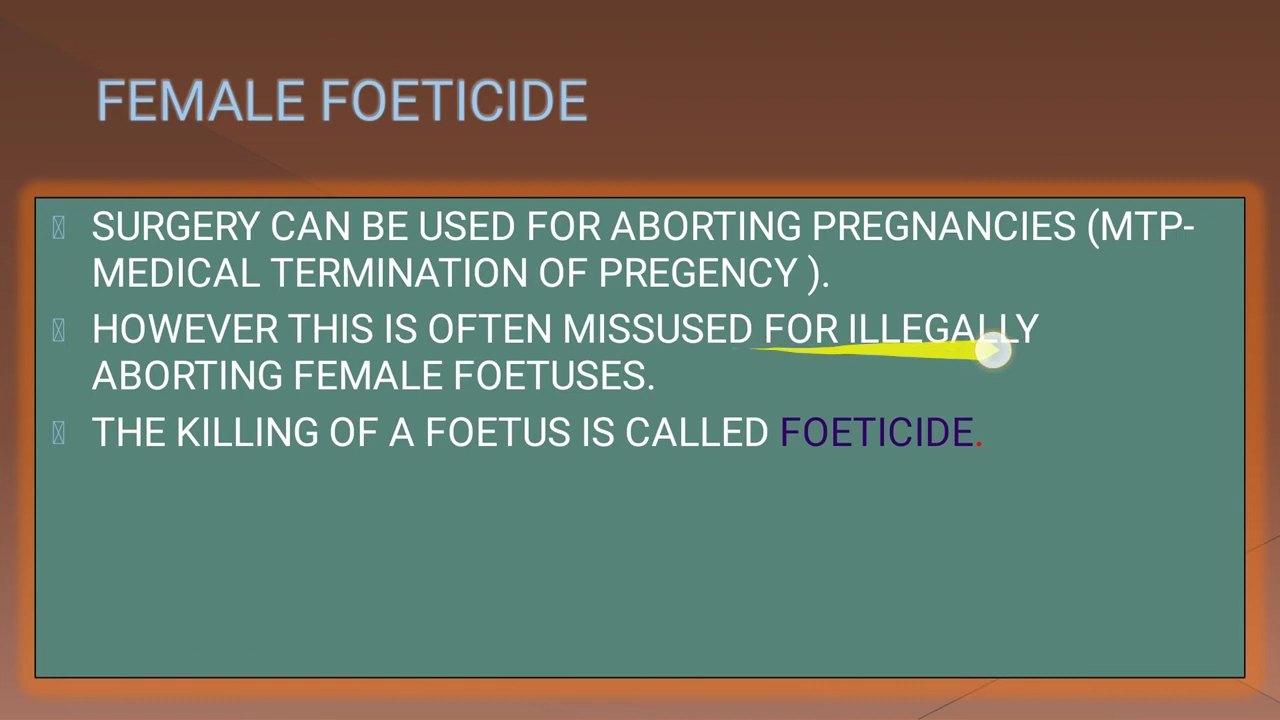 FEMALE FOETICIDE
SURGERY CAN BE USED FOR ABORTING PREGNANCIES (MTP-
MEDICAL TERMINATION OF PREGENCY ).
HOWEVER THIS IS OFTEN MISSUSED FOR ILLEGALLY
ABORTING FEMALE FOETUSES.
THE KILLING OF A FOETUS IS CALLED FOETICIDE.